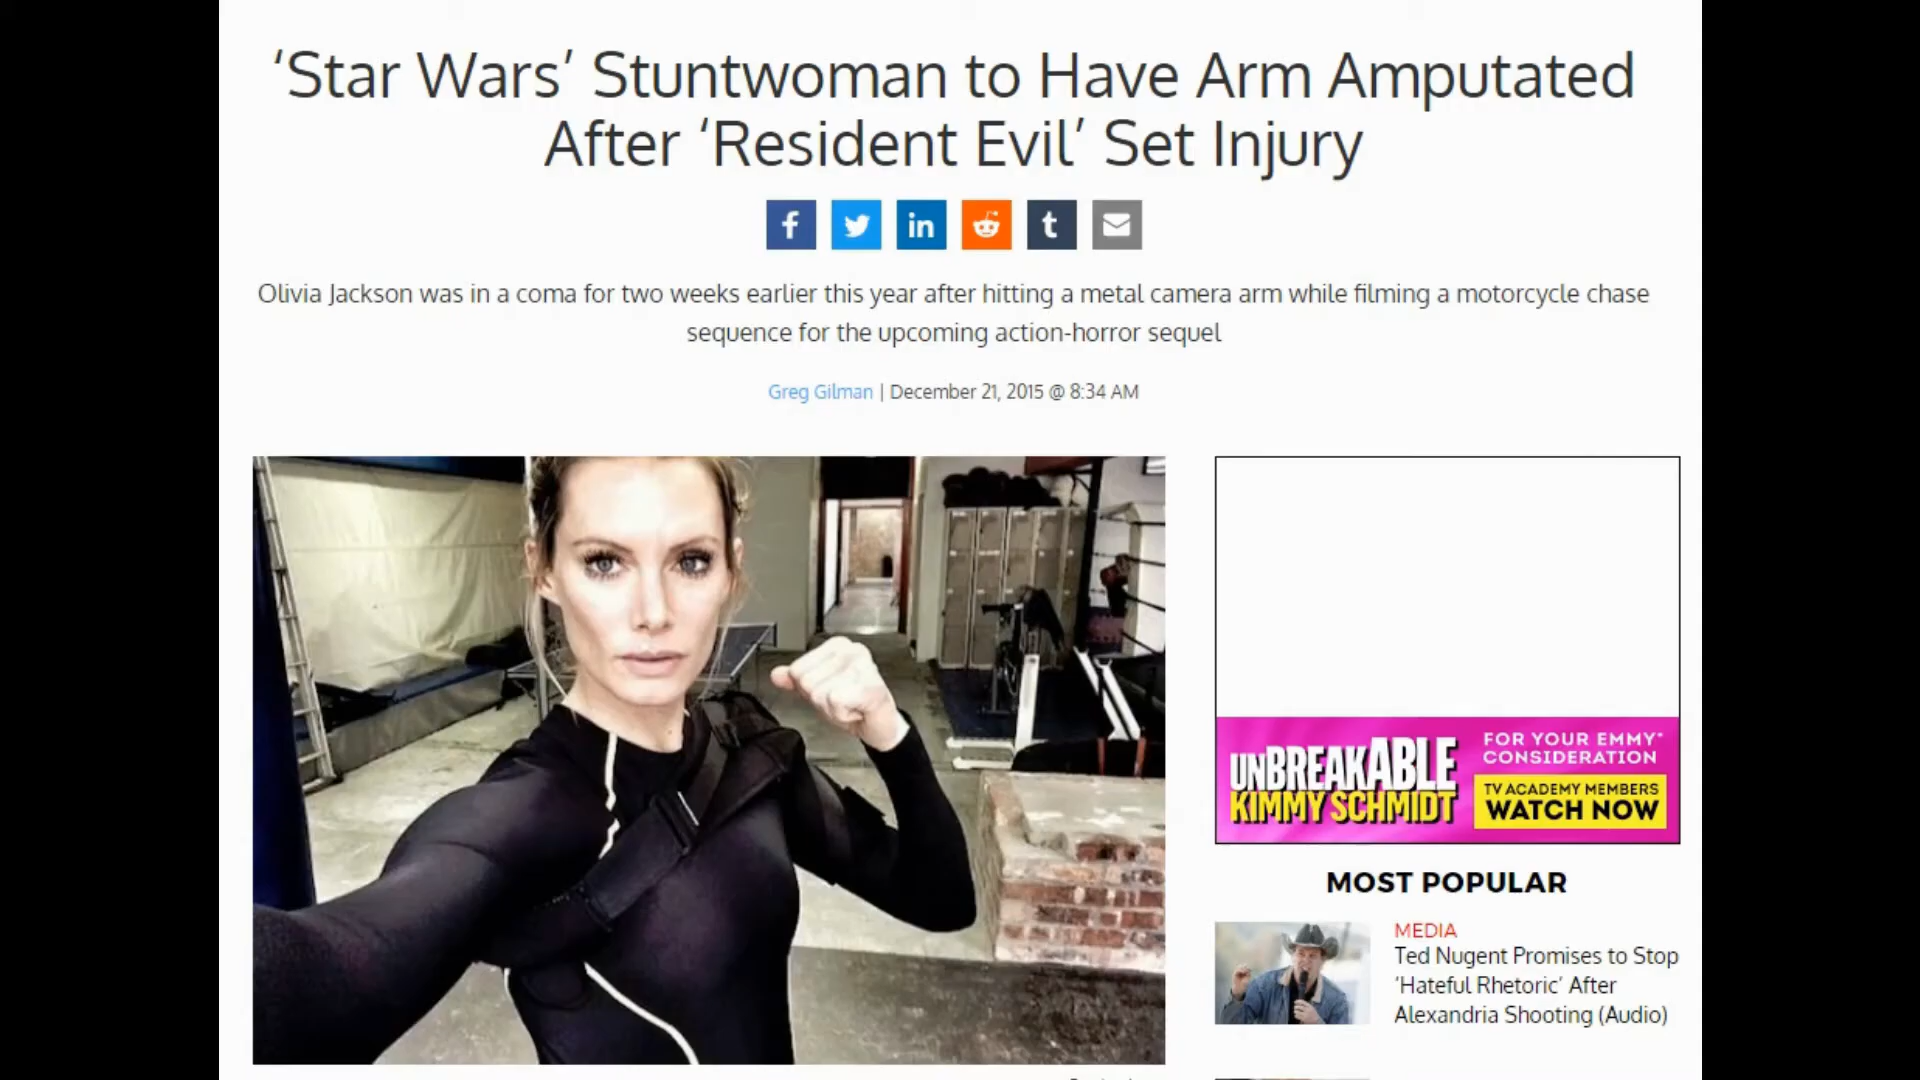 ‘Star Wars’ Stuntwoman to Have Arm Amputated
After ‘Resident Evil’ Set Injury
f
in
t
Olivia Jackson was in a coma for two weeks earlier this year after hitting a metal camera arm while filming a motorcycle chase
sequence for the upcoming action-horror sequel
Greg Gilman | December 21, 2015 @ 8:34 AM
UNBREAKABLE
KIMMY SCHMIDT
FOR YOUR EMMY*
CONSIDERATION
TV ACADEMY MEMBERS
WATCH NOW
MOST POPULAR
MEDIA
Ted Nugent Promises to Stop
‘Hateful Rhetoric’ After
Alexandria Shooting (Audio)